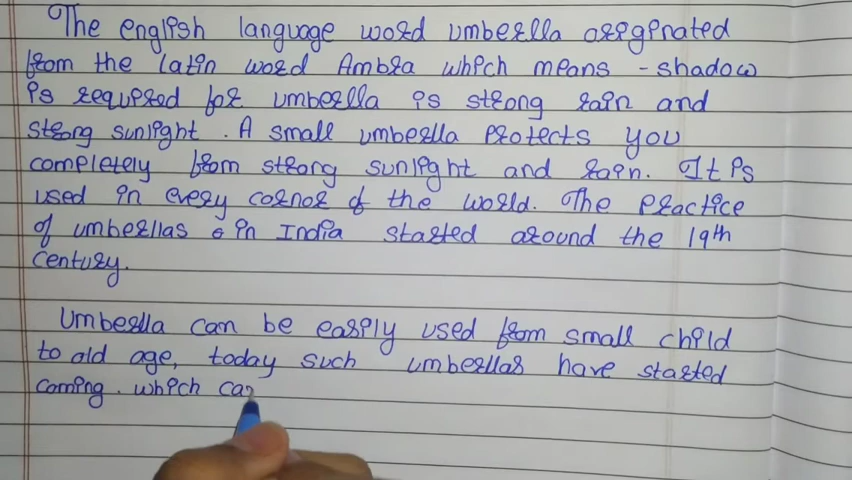 The english language word umbrella originated
from the latin word Ambra which means - shadow
is required for umbrella is strong rain and
strong sunlight. A small umbrella protects you
completely from strong sunlight and rain. It is
used in every cornor of the world. The practice
of umbrellas in India started around the 19th
century.
Umbrella can be easily used from small child
to old age, today such umbrellas have started
coming. which can